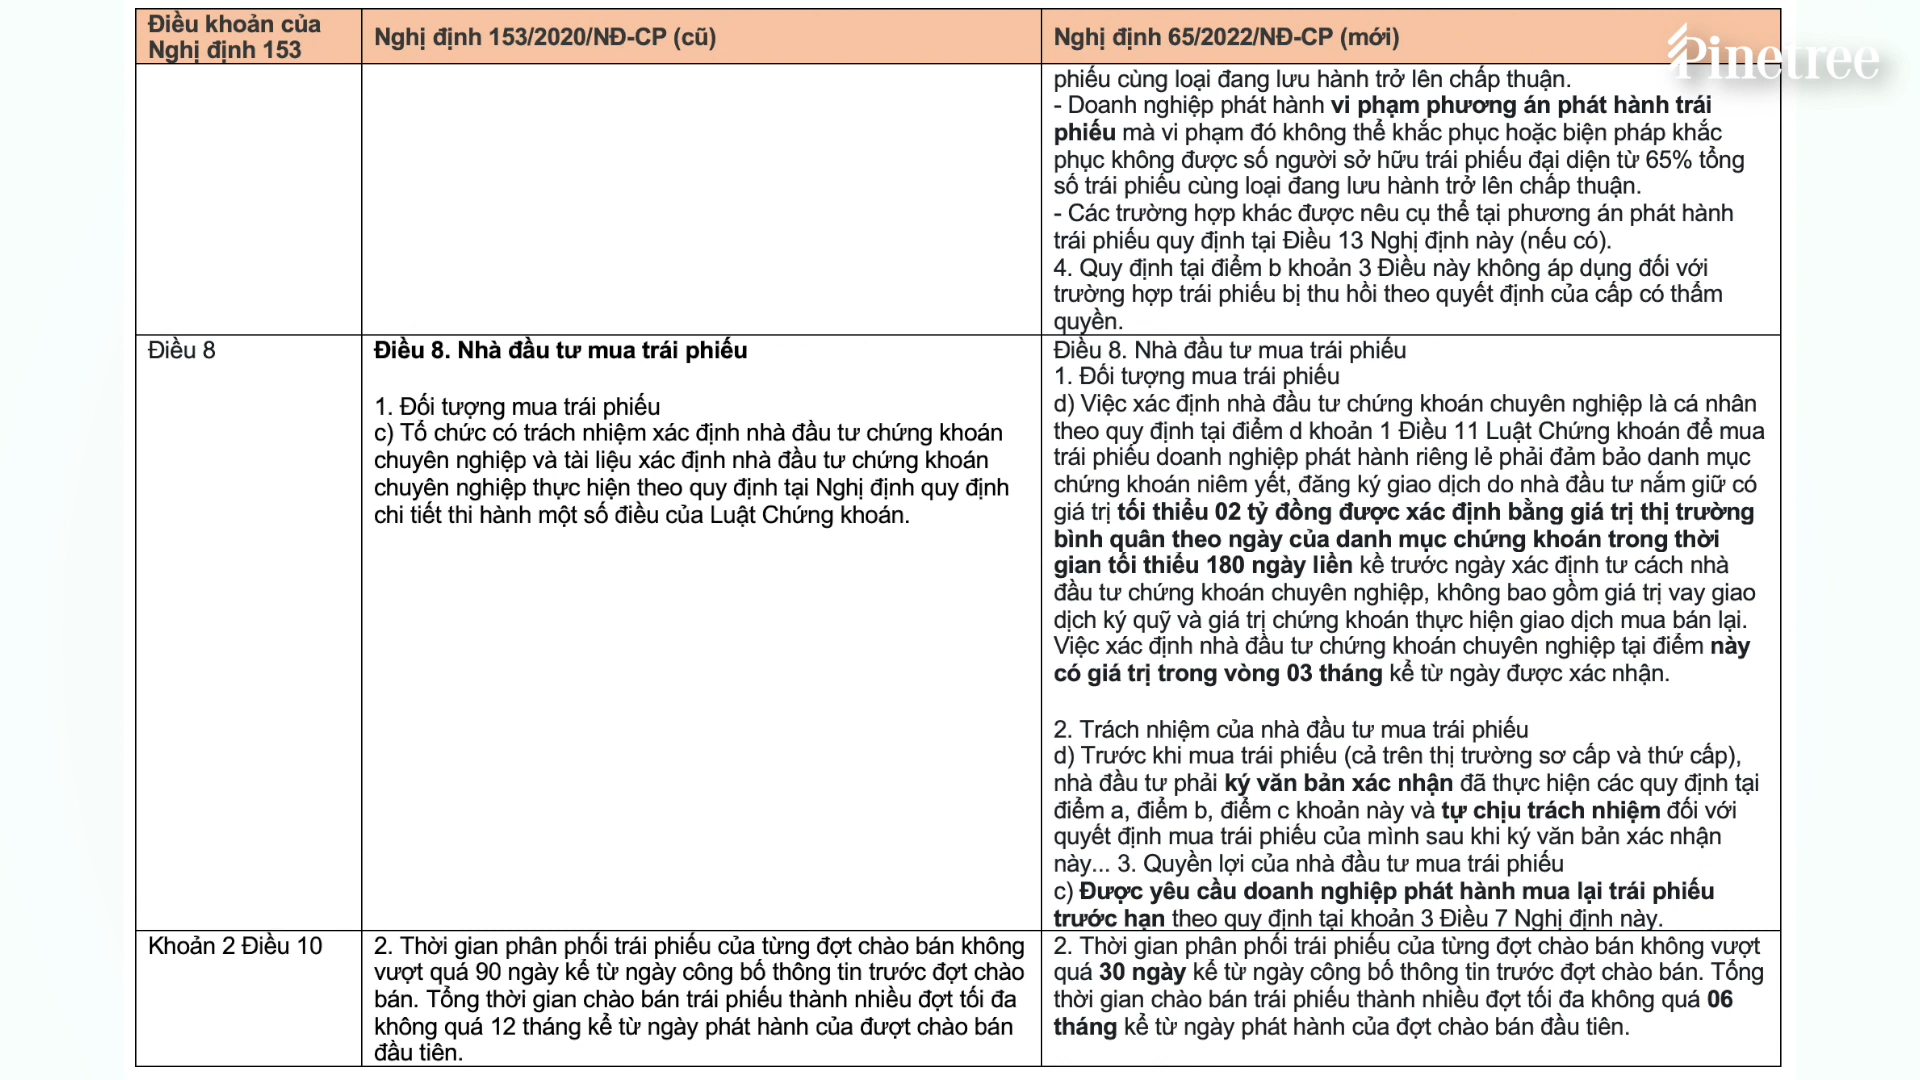 Điều khoản của
Nghị định 153
Nghị định 153/2020/NĐ-CP (cũ)
Nghị định 65/2022/NĐ-CP (mới)
Pinetree
phiếu cùng loại đang lưu hành trở lên chấp thuận.
- Doanh nghiệp phát hành vi phạm phương án phát hành trái
phiếu mà vi phạm đó không thể khắc phục hoặc biện pháp khắc
phục không được số người sở hữu trái phiếu đại diện từ 65% tổng
số trái phiếu cùng loại đang lưu hành trở lên chấp thuận.
- Các trường hợp khác được nêu cụ thể tại phương án phát hành
trái phiếu quy định tại Điều 13 Nghị định này (nếu có).
4. Quy định tại điểm b khoản 3 Điều này không áp dụng đối với
trường hợp trái phiếu bị thu hồi theo quyết định của cấp có thẩm
quyền.
Điều 8
Điều 8. Nhà đầu tư mua trái phiếu
1. Đối tượng mua trái phiếu
c) Tổ chức có trách nhiệm xác định nhà đầu tư chứng khoán
chuyên nghiệp và tài liệu xác định nhà đầu tư chứng khoán
chuyên nghiệp thực hiện theo quy định tại Nghị định quy định
chi tiết thi hành một số điều của Luật Chứng khoán.
Điều 8. Nhà đầu tư mua trái phiếu
1. Đối tượng mua trái phiếu
d) Việc xác định nhà đầu tư chứng khoán chuyên nghiệp là cá nhân
theo quy định tại điểm d khoản 1 Điều 11 Luật Chứng khoán để mua
trái phiếu doanh nghiệp phát hành riêng lẻ phải đảm bảo danh mục
chứng khoán niêm yết, đăng ký giao dịch do nhà đầu tư nắm giữ có
giá trị tối thiểu 02 tỷ đồng được xác định bằng giá trị thị trường
bình quân theo ngày của danh mục chứng khoán trong thời
gian tối thiểu 180 ngày liền kề trước ngày xác định tư cách nhà
đầu tư chứng khoán chuyên nghiệp, không bao gồm giá trị vay giao
dịch ký quỹ và giá trị chứng khoán thực hiện giao dịch mua bán lại.
Việc xác định nhà đầu tư chứng khoán chuyên nghiệp tại điểm này
có giá trị trong vòng 03 tháng kể từ ngày được xác nhận.
2. Trách nhiệm của nhà đầu tư mua trái phiếu
d) Trước khi mua trái phiếu (cả trên thị trường sơ cấp và thứ cấp),
nhà đầu tư phải ký văn bản xác nhận đã thực hiện các quy định tại
điểm a, điểm b, điểm c khoản này và tự chịu trách nhiệm đối với
quyết định mua trái phiếu của mình sau khi ký văn bản xác nhận
này... 3. Quyền lợi của nhà đầu tư mua trái phiếu
c) Được yêu cầu doanh nghiệp phát hành mua lại trái phiếu
trước hạn theo quy định tại khoản 3 Điều 7 Nghị định này.
Khoản 2 Điều 10
2. Thời gian phân phối trái phiếu của từng đợt chào bán không
vượt quá 90 ngày kể từ ngày công bố thông tin trước đợt chào
bán. Tổng thời gian chào bán trái phiếu thành nhiều đợt tối đa
không quá 12 tháng kể từ ngày phát hành của đượt chào bán
đầu tiên.
2. Thời gian phân phối trái phiếu của từng đợt chào bán không vượt
quá 30 ngày kể từ ngày công bố thông tin trước đợt chào bán. Tổng
thời gian chào bán trái phiếu thành nhiều đợt tối đa không quá 06
tháng kể từ ngày phát hành của đợt chào bán đầu tiên.